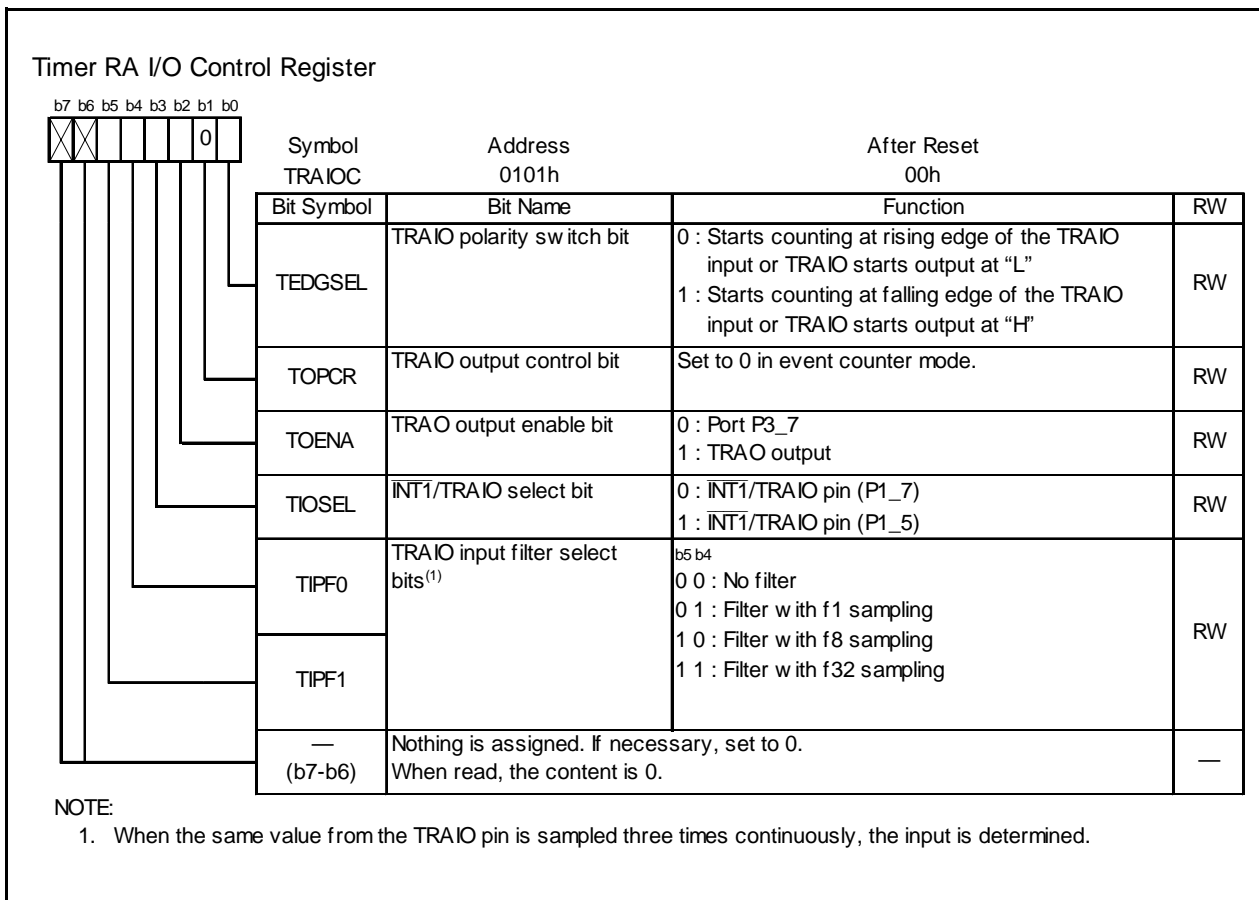 Timer RA I/O Control Register
b7 b6 b5 b4 b3 b2 b1 b0
0
Symbol Address After Reset
TRAIOC 0101h 00h
Bit Symbol Bit Name Function RW
TEDGSEL TRAIO polarity switch bit 0 : Starts counting at rising edge of the TRAIO
input or TRAIO starts output at “L”
1 : Starts counting at falling edge of the TRAIO
input or TRAIO starts output at “H”
RW
TOPCR TRAIO output control bit Set to 0 in event counter mode. RW
TOENA TRAO output enable bit 0 : Port P3_7
1 : TRAO output
RW
TIOSEL INT1/TRAIO select bit 0 : INT1/TRAIO pin (P1_7)
1 : INT1/TRAIO pin (P1_5)
RW
TIPF0 TRAIO input filter select
bits(1)
b5 b4
0 0 : No filter
0 1 : Filter with f1 sampling
1 0 : Filter with f8 sampling
1 1 : Filter with f32 sampling
RW
TIPF1
—
(b7-b6)
Nothing is assigned. If necessary, set to 0.
When read, the content is 0.
—
NOTE:
1. When the same value from the TRAIO pin is sampled three times continuously, the input is determined.